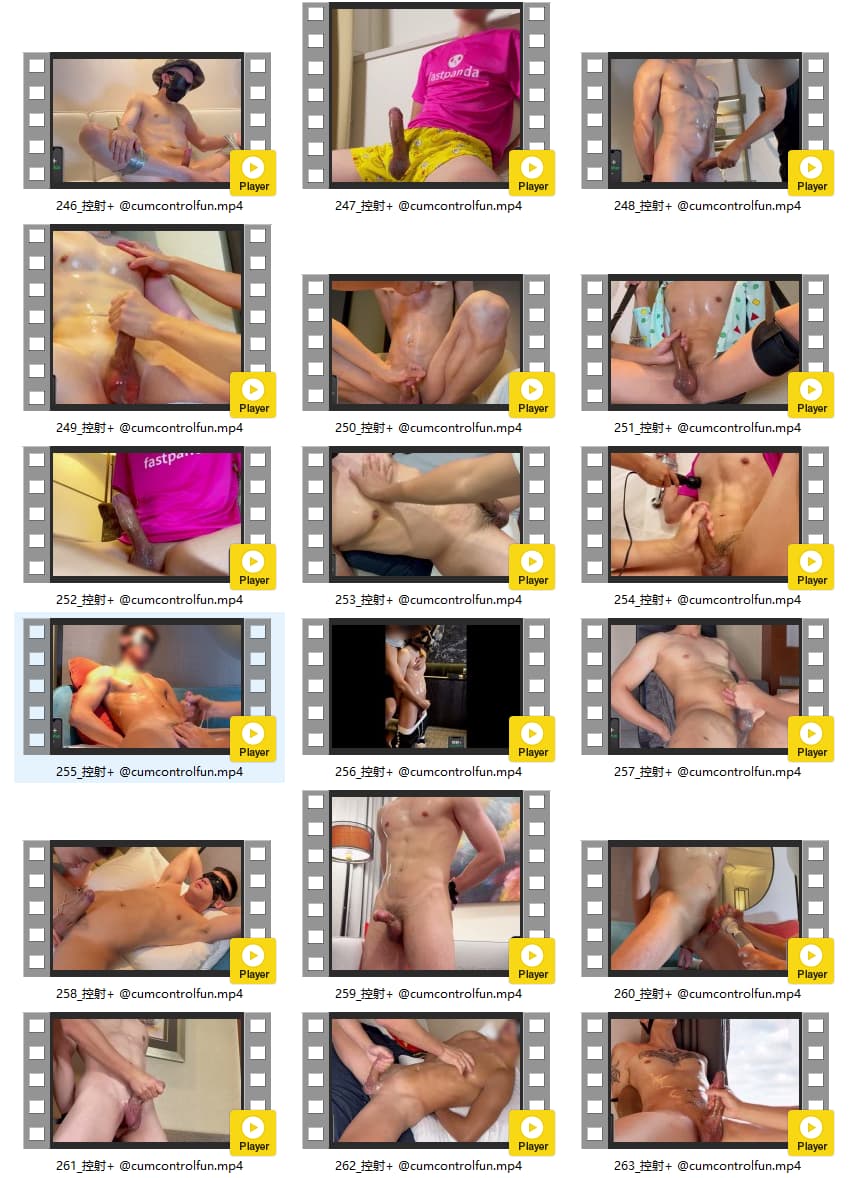 fastpanda
Player
Player
Player
246_控射+ @cumcontrolfun.mp4
247_控射+ @cumcontrolfun.mp4
248_控射+ @cumcontrolfun.mp4
Player
Player
Player
249_控射+ @cumcontrolfun.mp4
250_控射+ @cumcontrolfun.mp4
251_控射+ @cumcontrolfun.mp4
Player
Player
Player
252_控射+ @cumcontrolfun.mp4
253_控射+ @cumcontrolfun.mp4
254_控射+ @cumcontrolfun.mp4
Player
Player
Player
255_控射+ @cumcontrolfun.mp4
256_控射+ @cumcontrolfun.mp4
257_控射+ @cumcontrolfun.mp4
Player
Player
Player
258_控射+ @cumcontrolfun.mp4
259_控射+ @cumcontrolfun.mp4
260_控射+ @cumcontrolfun.mp4
Player
Player
Player
261_控射+ @cumcontrolfun.mp4
262_控射+ @cumcontrolfun.mp4
263_控射+ @cumcontrolfun.mp4